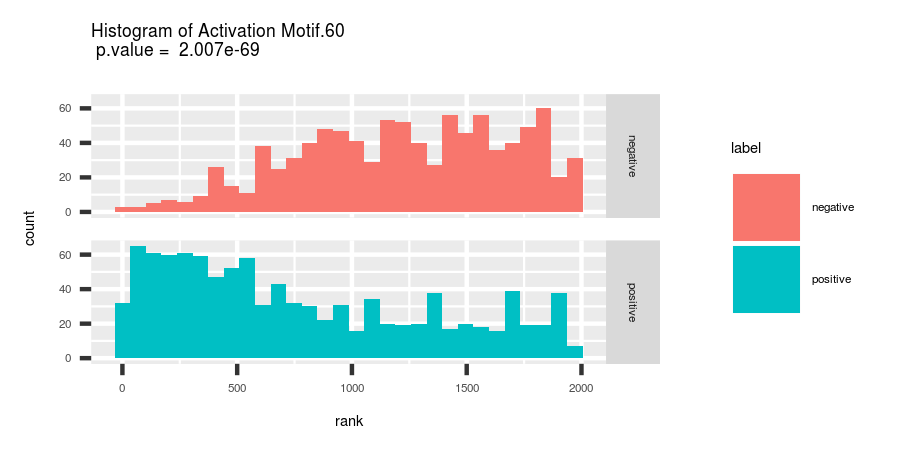 Histogram of Activation Motif.60
p.value =  2.007e-69
count
60
40
20
0
negative
60
40
20
0
positive
0 500 1000 1500 2000
rank
label
negative
positive